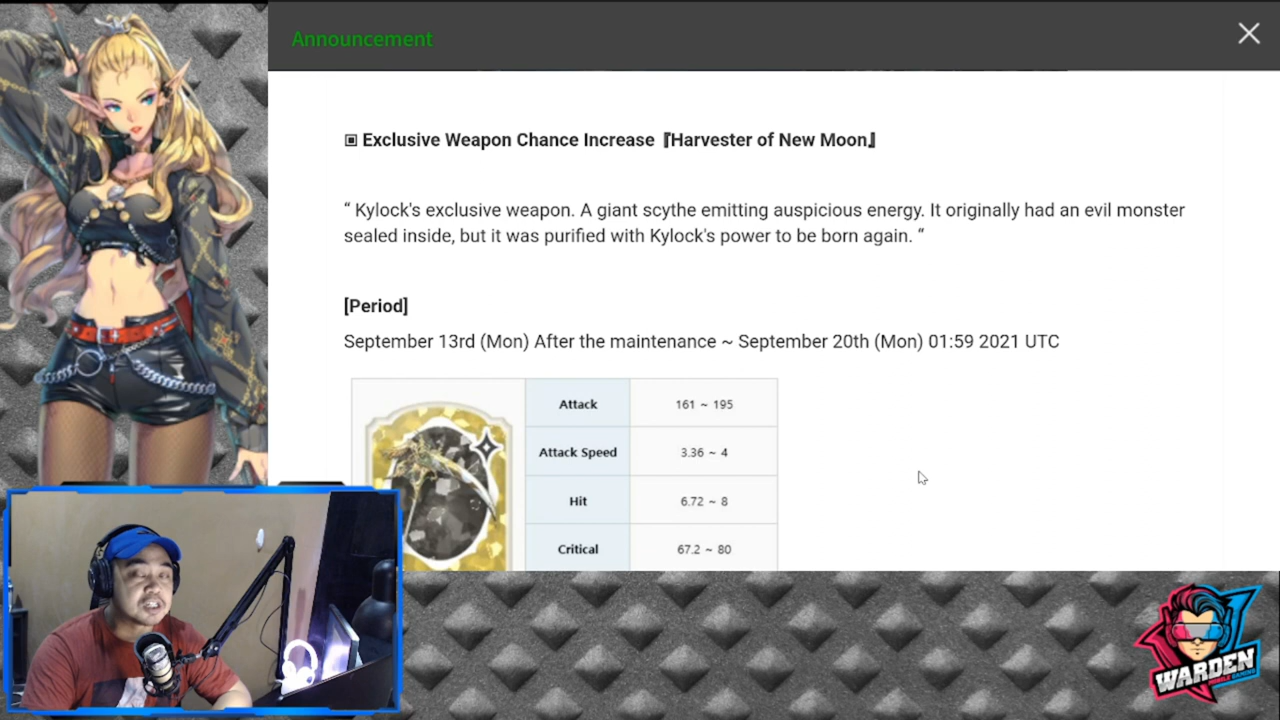 Announcement
▣ Exclusive Weapon Chance Increase『Harvester of New Moon』
“ Kylock's exclusive weapon. A giant scythe emitting auspicious energy. It originally had an evil monster
sealed inside, but it was purified with Kylock's power to be born again. “
[Period]
September 13rd (Mon) After the maintenance ~ September 20th (Mon) 01:59 2021 UTC
Attack 161 ~ 195
Attack Speed 3.36 ~ 4
Hit 6.72 ~ 8
Critical 67.2 ~ 80
WARDEN
MOBILE GAMING